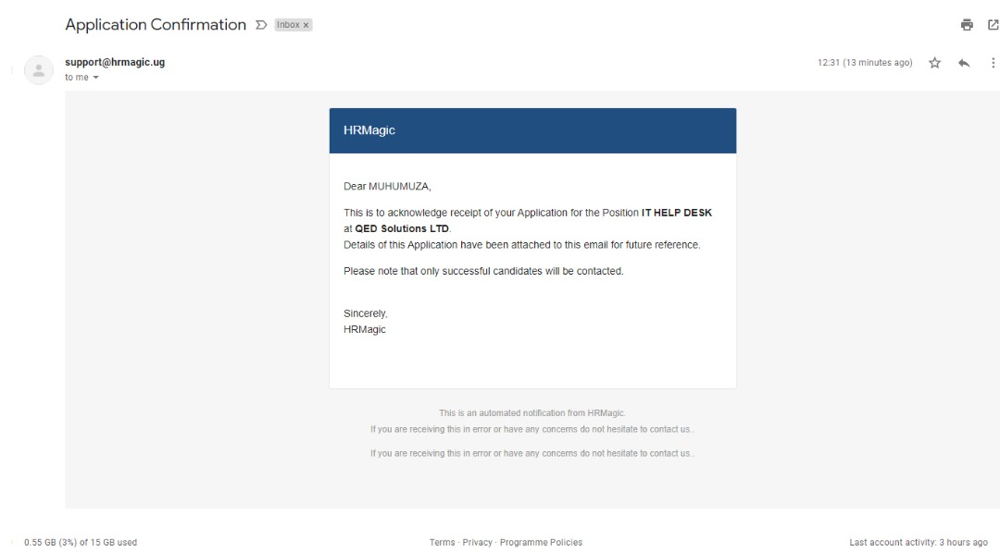 Application Confirmation
Inbox x
support@hrmagic.ug
12:31 (13 minutes ago)
to me
HRMagic
Dear MUHUMUZA,
This is to acknowledge receipt of your Application for the Position IT HELP DESK
at QED Solutions LTD.
Details of this Application have been attached to this email for future reference.
Please note that only successful candidates will be contacted.
Sincerely,
HRMagic
This is an automated notification from HRMagic.
If you are receiving this in error or have any concerns do not hesitate to contact us..
If you are receiving this in error or have any concerns do not hesitate to contact us..
0.55 GB (3%) of 15 GB used
Terms · Privacy · Programme Policies
Last account activity: 3 hours ago